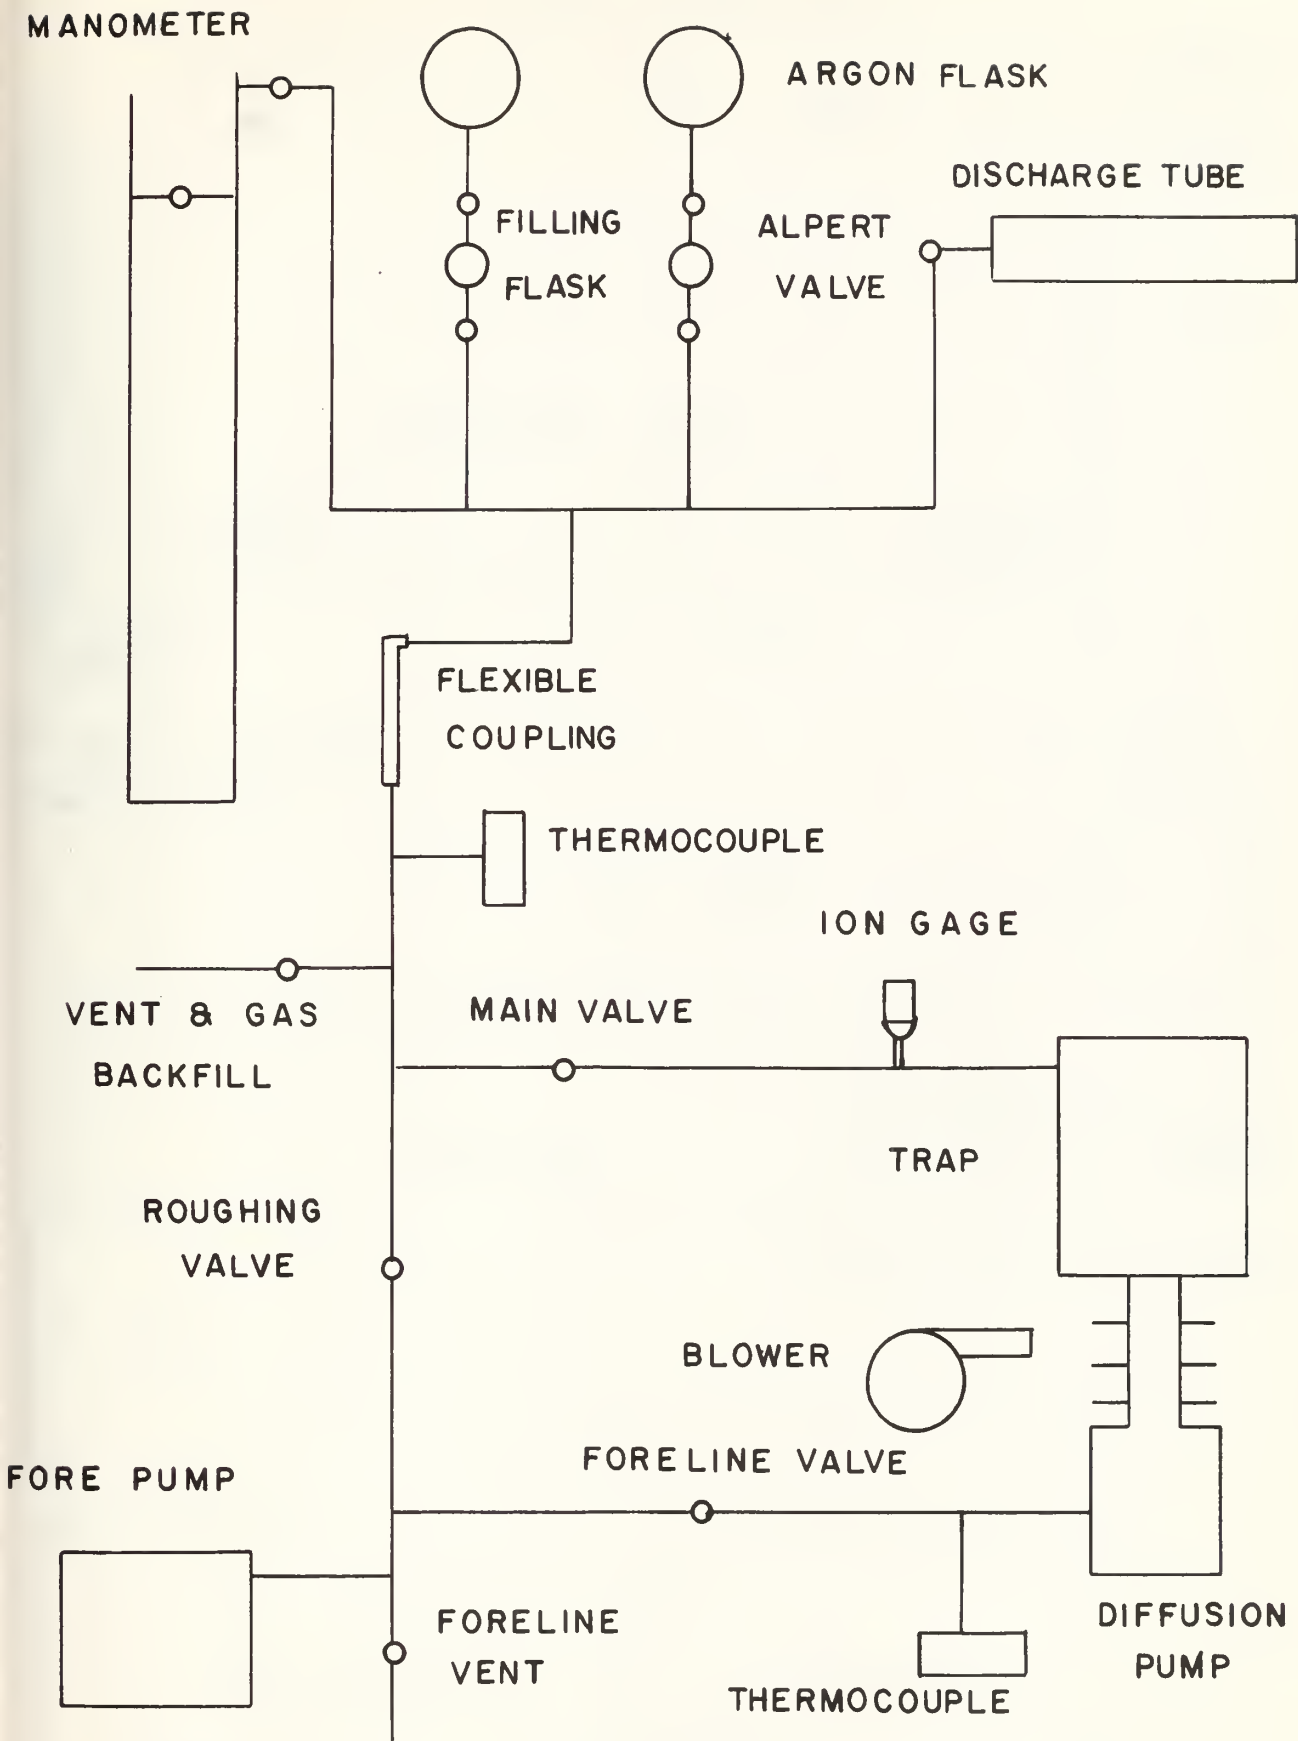 MANOMETER
ARGON FLASK
DISCHARGE TUBE
FILLING
FLASK
ALPERT
VALVE
FLEXIBLE
COUPLING
THERMOCOUPLE
ION GAGE
VENT & GAS
BACKFILL
MAIN VALVE
TRAP
ROUGHING
VALVE
BLOWER
FORELINE VALVE
FORE PUMP
FORELINE
VENT
DIFFUSION
PUMP
THERMOCOUPLE